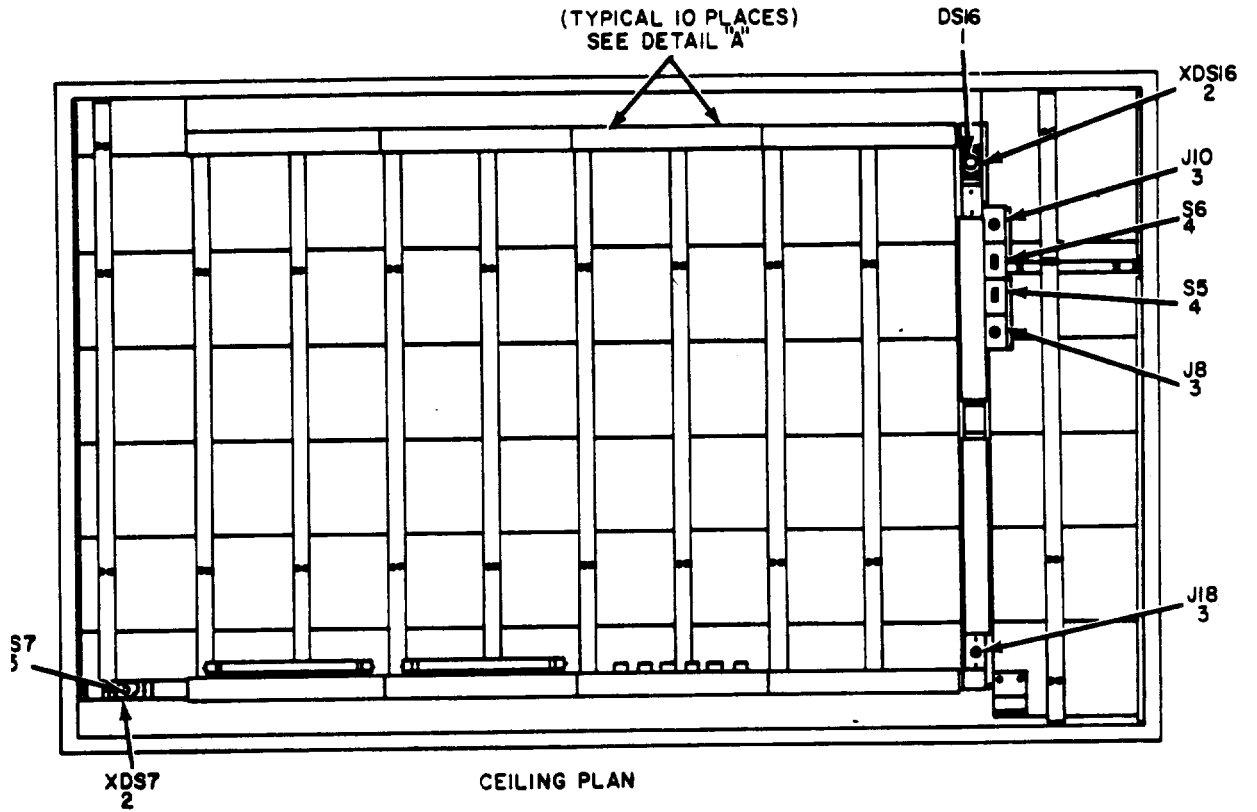 (TYPICAL 10 PLACES)
SEE DETAIL "A"
DS16
1
XDS16
2
J10
3
S6
4
S5
4
J8
3
J18
3
S7
XDS7
2
CEILING PLAN